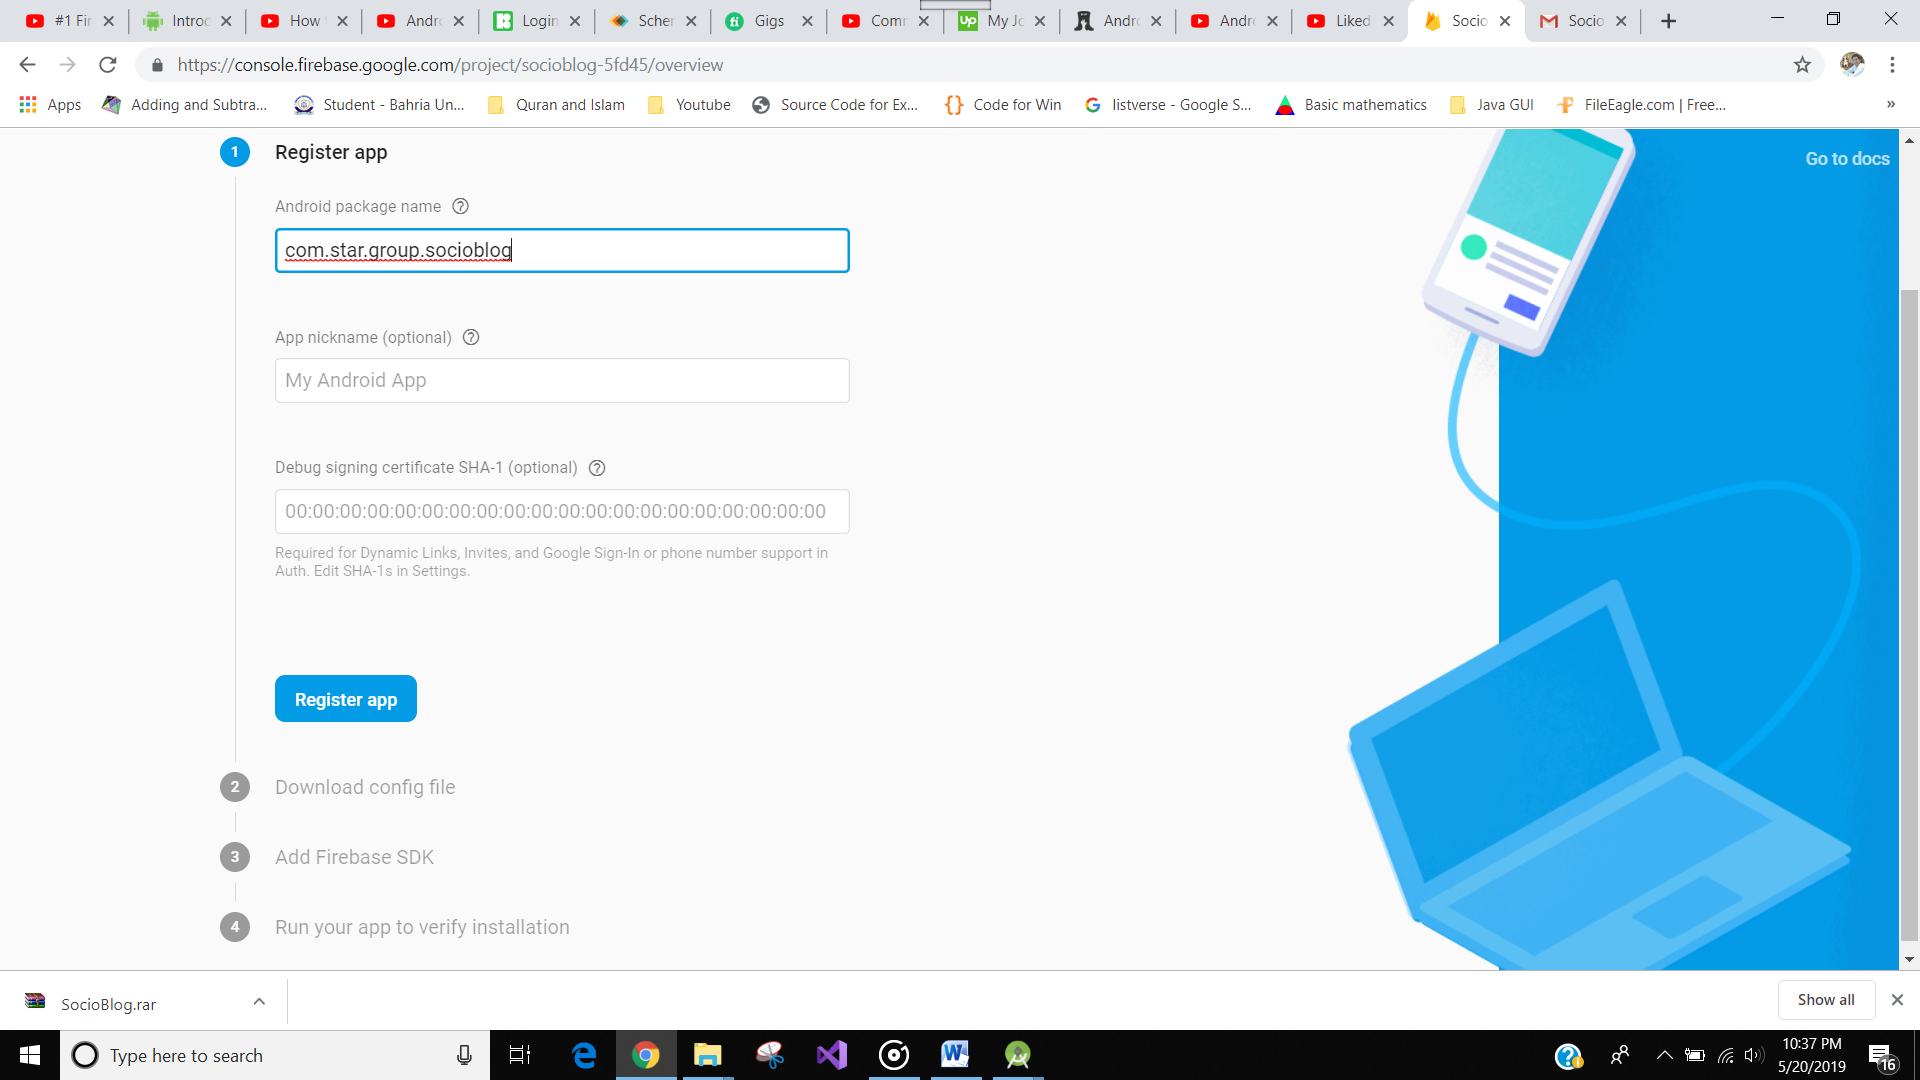 #1 Fir
Introd
How
Andro
Login
Scher
Gigs
Comm
My Jo
Andro
Andro
Liked
Socio
Socio
https://console.firebase.google.com/project/socioblog-5fd45/overview
Apps
Adding and Subtra...
Student - Bahria Un...
Quran and Islam
Youtube
Source Code for Ex...
Code for Win
listverse - Google S...
Basic mathematics
Java GUI
FileEagle.com | Free...
»
Go to docs
1
Register app
Android package name
com.star.group.socioblog
App nickname (optional)
My Android App
Debug signing certificate SHA-1 (optional)
00:00:00:00:00:00:00:00:00:00:00:00:00:00:00:00:00:00:00:00
Required for Dynamic Links, Invites, and Google Sign-In or phone number support in
Auth. Edit SHA-1s in Settings.
Register app
2
Download config file
3
Add Firebase SDK
4
Run your app to verify installation
SocioBlog.rar
Show all
Type here to search
10:37 PM
5/20/2019
16